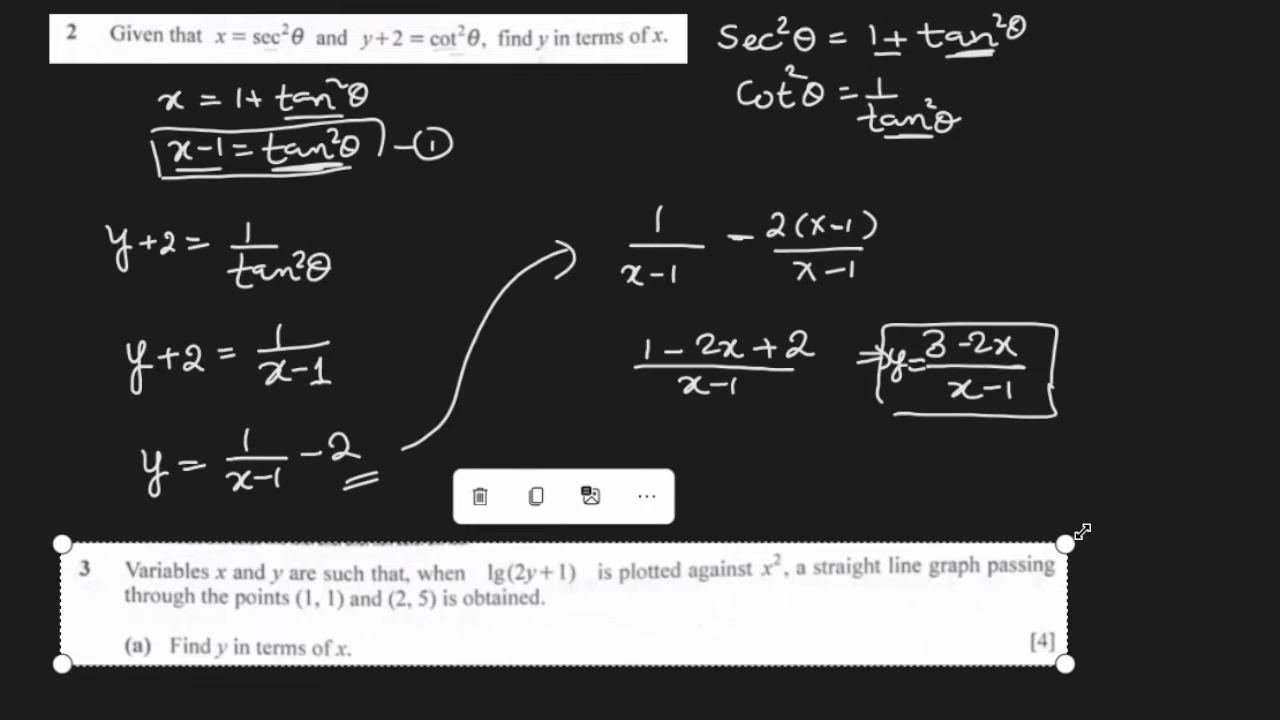 2 Given that x = sec²θ and y+2 = cot²θ, find y in terms of x.
Sec²θ = 1 + tan²θ
Cot²θ = 1/tan²θ
x = 1 + tan²θ
x-1 = tan²θ -①
y+2 = 1/tan²θ
y+2 = 1/(x-1)
y = 1/(x-1) - 2
1/(x-1) - 2(x-1)/(x-1)
(1 - 2x + 2)/(x-1) ⇒ y = (3-2x)/(x-1)
3 Variables x and y are such that, when lg(2y+1) is plotted against x², a straight line graph passing
through the points (1, 1) and (2, 5) is obtained.
(a) Find y in terms of x. [4]